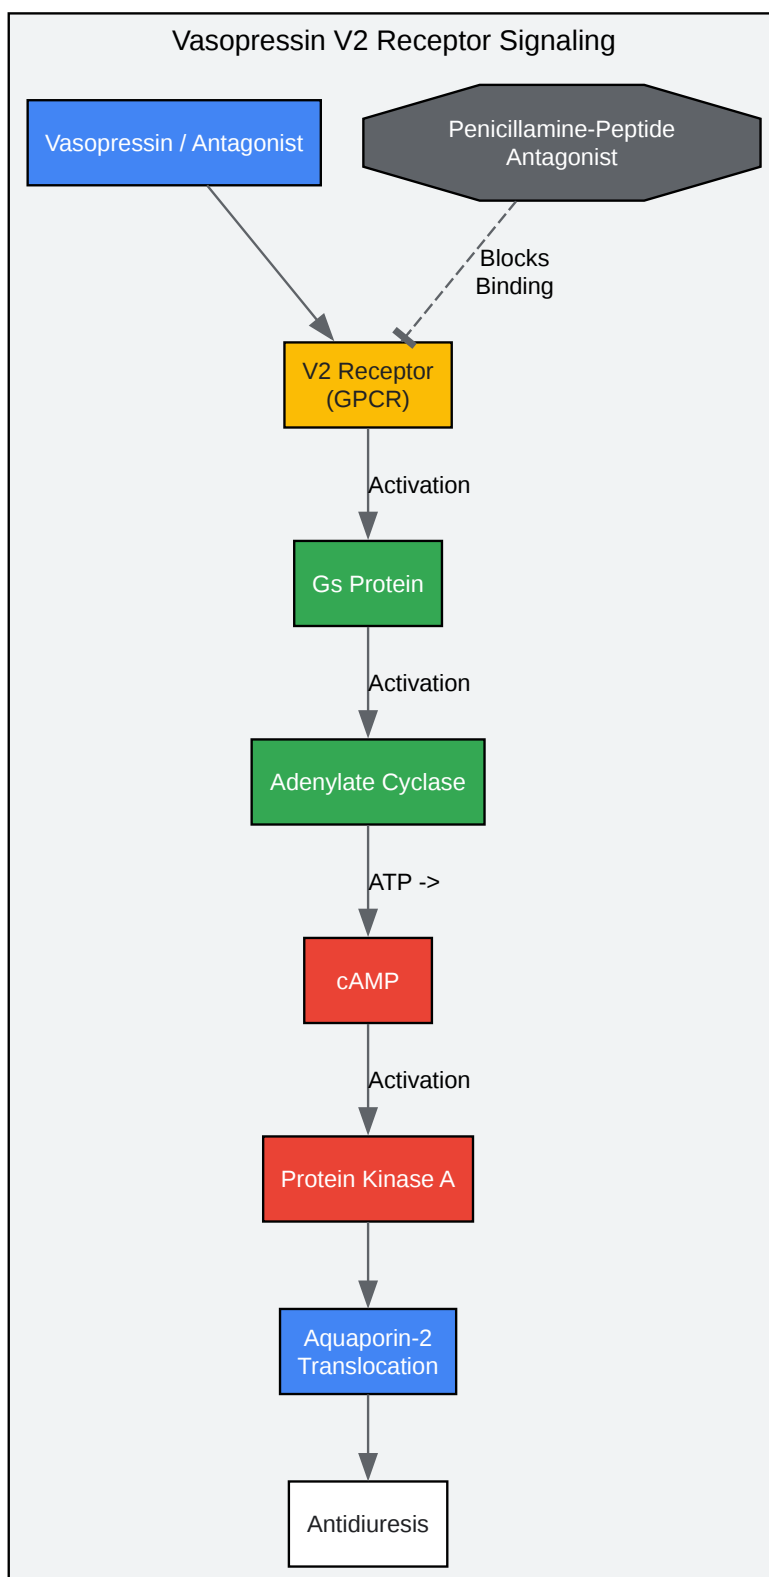 Vasopressin V2 Receptor Signaling
Vasopressin / Antagonist
Penicillamine-Peptide
Antagonist
Blocks
Binding
V2 Receptor
(GPCR)
Activation
Gs Protein
Activation
Adenylate Cyclase
ATP ->
cAMP
Activation
Protein Kinase A
Aquaporin-2
Translocation
Antidiuresis